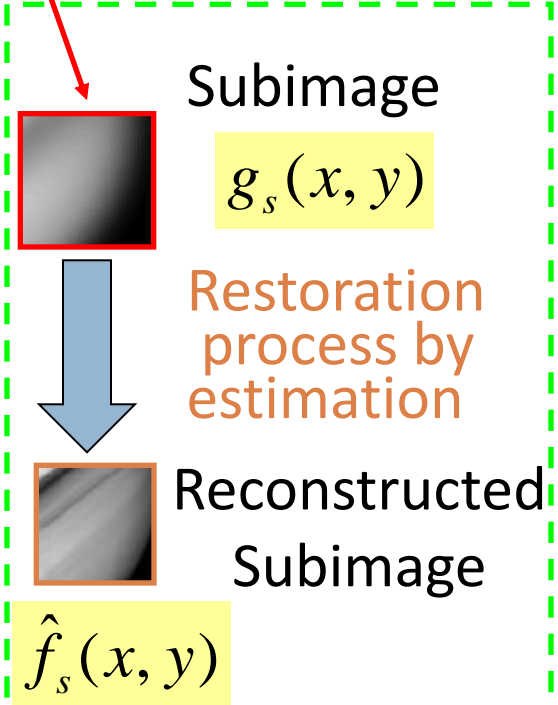 Subimage
g_s(x, y)
Restoration
process by
estimation
Reconstructed
Subimage
f̂_s(x, y)